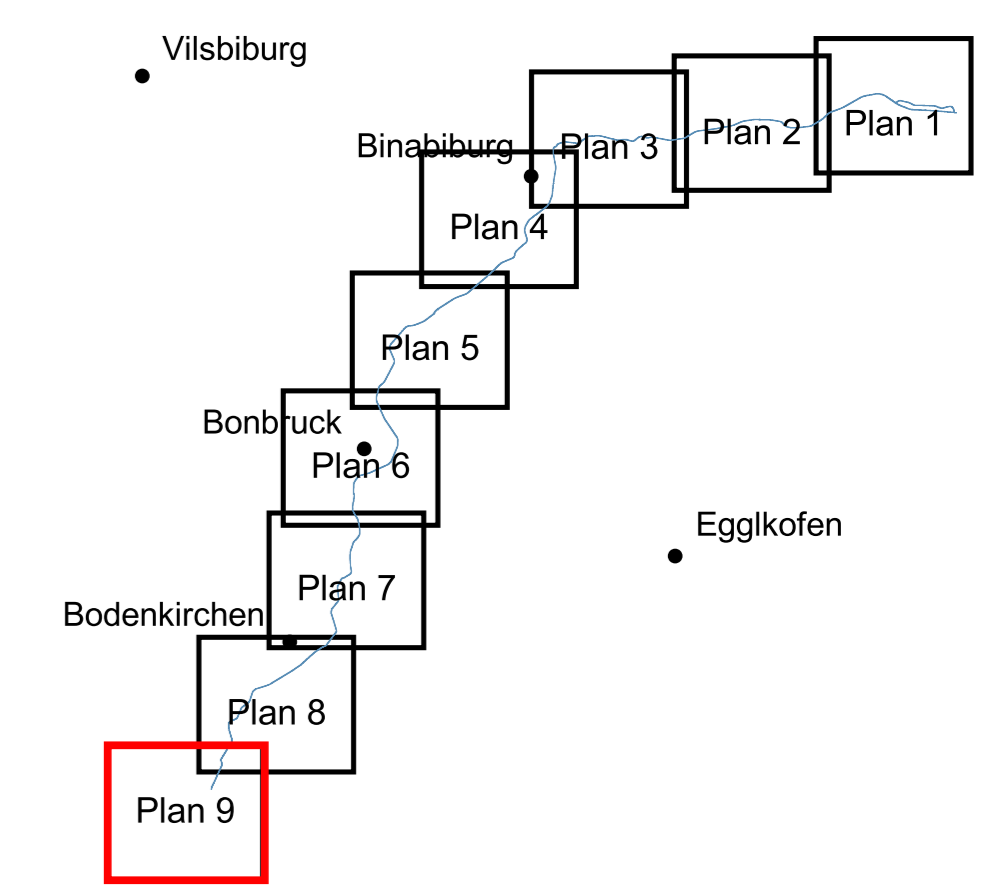 Vilsbiburg
Plan 1
Plan 2
Binabiburg
Plan 3
Plan 4
Plan 5
Bonbruck
Plan 6
Egglkofen
Plan 7
Bodenkirchen
Plan 8
Plan 9